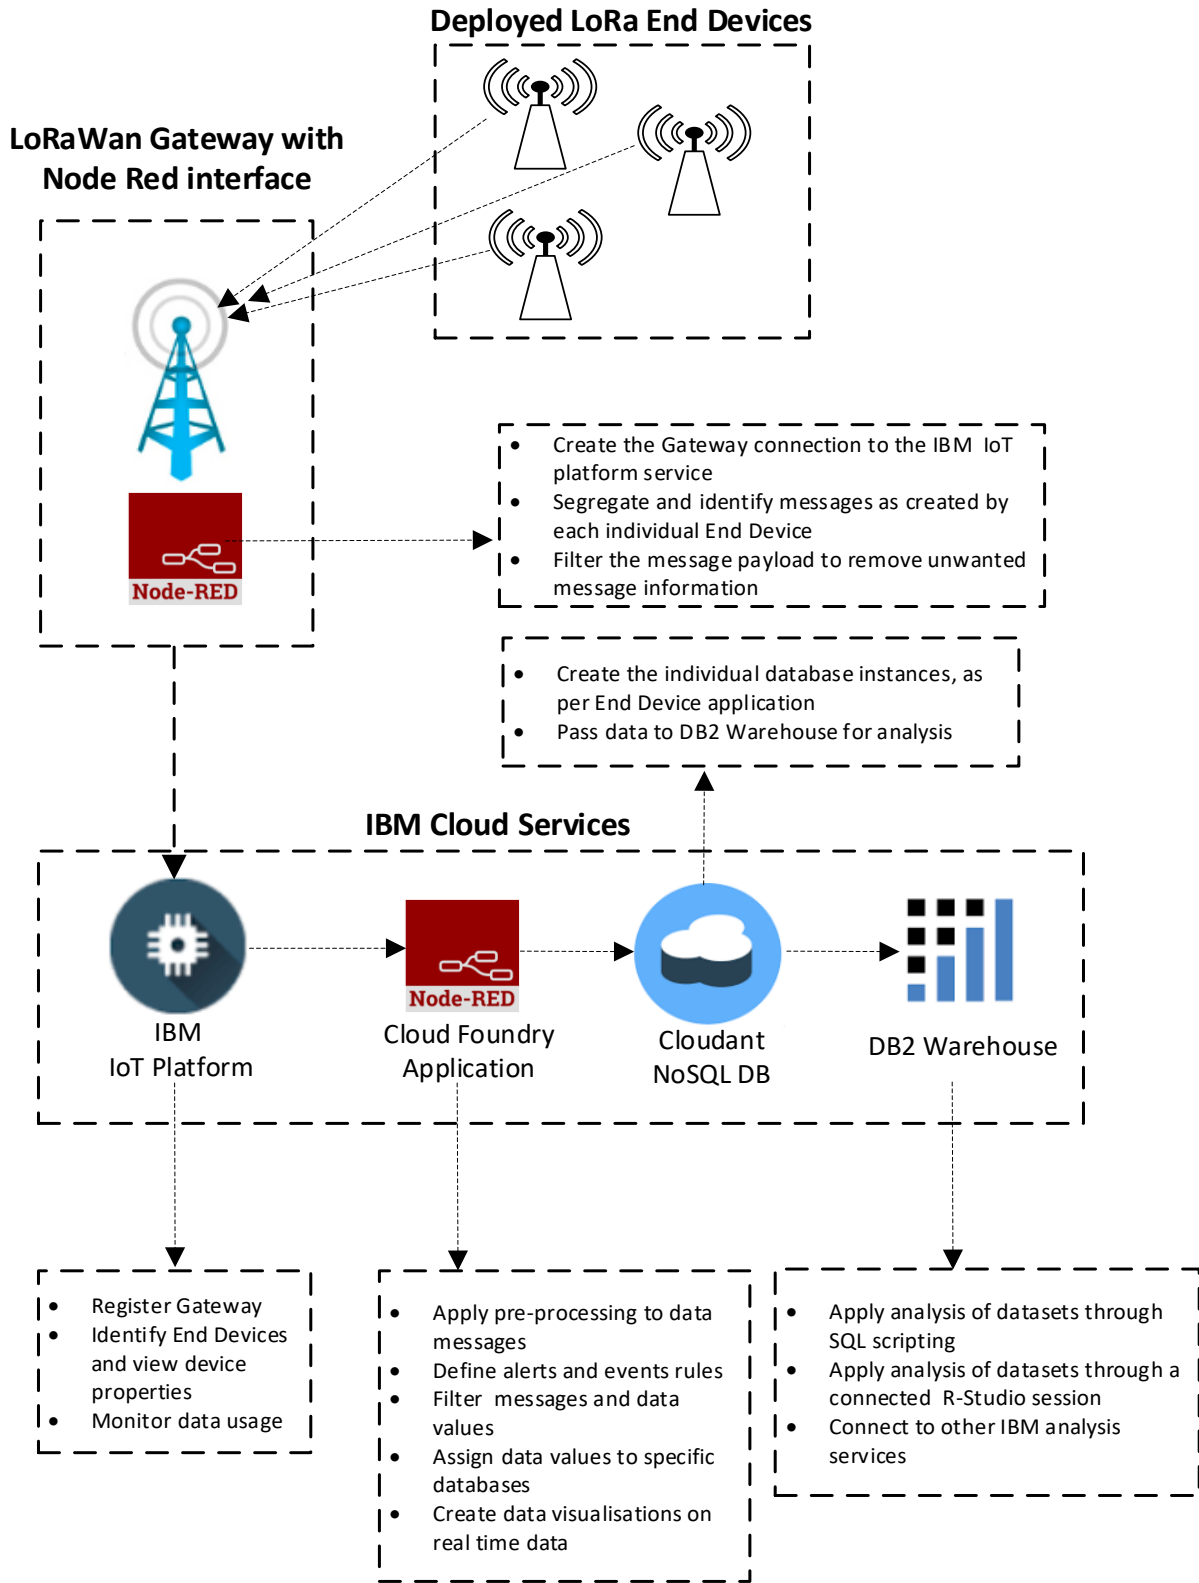 Deployed LoRa End Devices
LoRaWan Gateway with
Node Red interface
Node-RED
• Create the Gateway connection to the IBM IoT
platform service
• Segregate and identify messages as created by
each individual End Device
• Filter the message payload to remove unwanted
message information
• Create the individual database instances, as
per End Device application
• Pass data to DB2 Warehouse for analysis
IBM Cloud Services
IBM
IoT Platform
Node-RED
Cloud Foundry
Application
Cloudant
NoSQL DB
DB2 Warehouse
• Register Gateway
• Identify End Devices
and view device
properties
• Monitor data usage
• Apply pre-processing to data
messages
• Define alerts and events rules
• Filter messages and data
values
• Assign data values to specific
databases
• Create data visualisations on
real time data
• Apply analysis of datasets through
SQL scripting
• Apply analysis of datasets through a
connected R-Studio session
• Connect to other IBM analysis
services